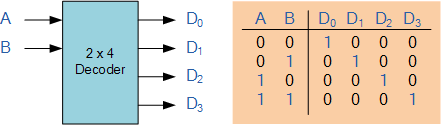 A
B
2 x 4
Decoder
D₀
D₁
D₂
D₃
A B D₀ D₁ D₂ D₃
0 0 1 0 0 0
0 1 0 1 0 0
1 0 0 0 1 0
1 1 0 0 0 1